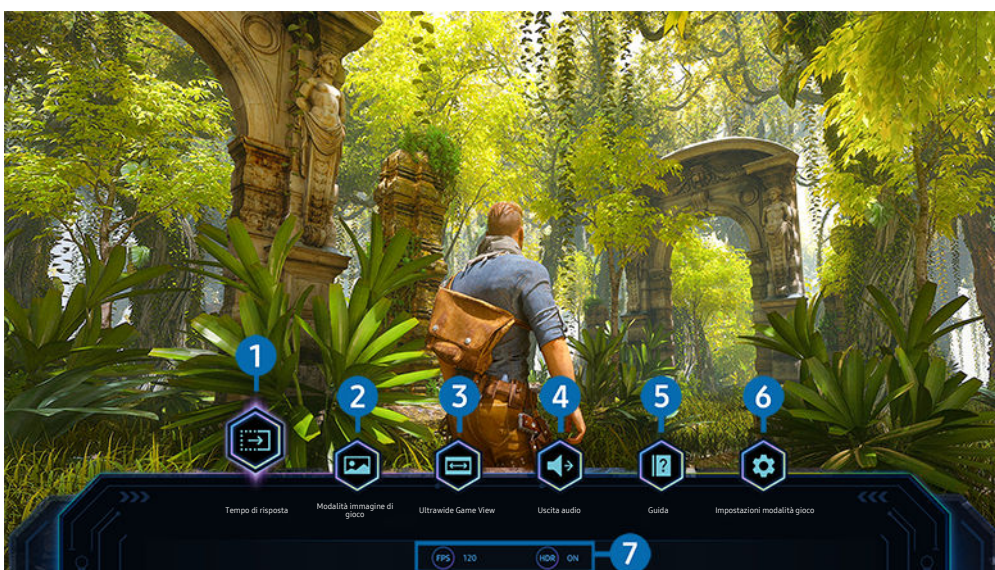 1
2
3
4
5
6
Tempo di risposta
Modalità immagine di
gioco
Ultrawide Game View
Uscita audio
Guida
Impostazioni modalità gioco
FPS 120
HDR ON
7